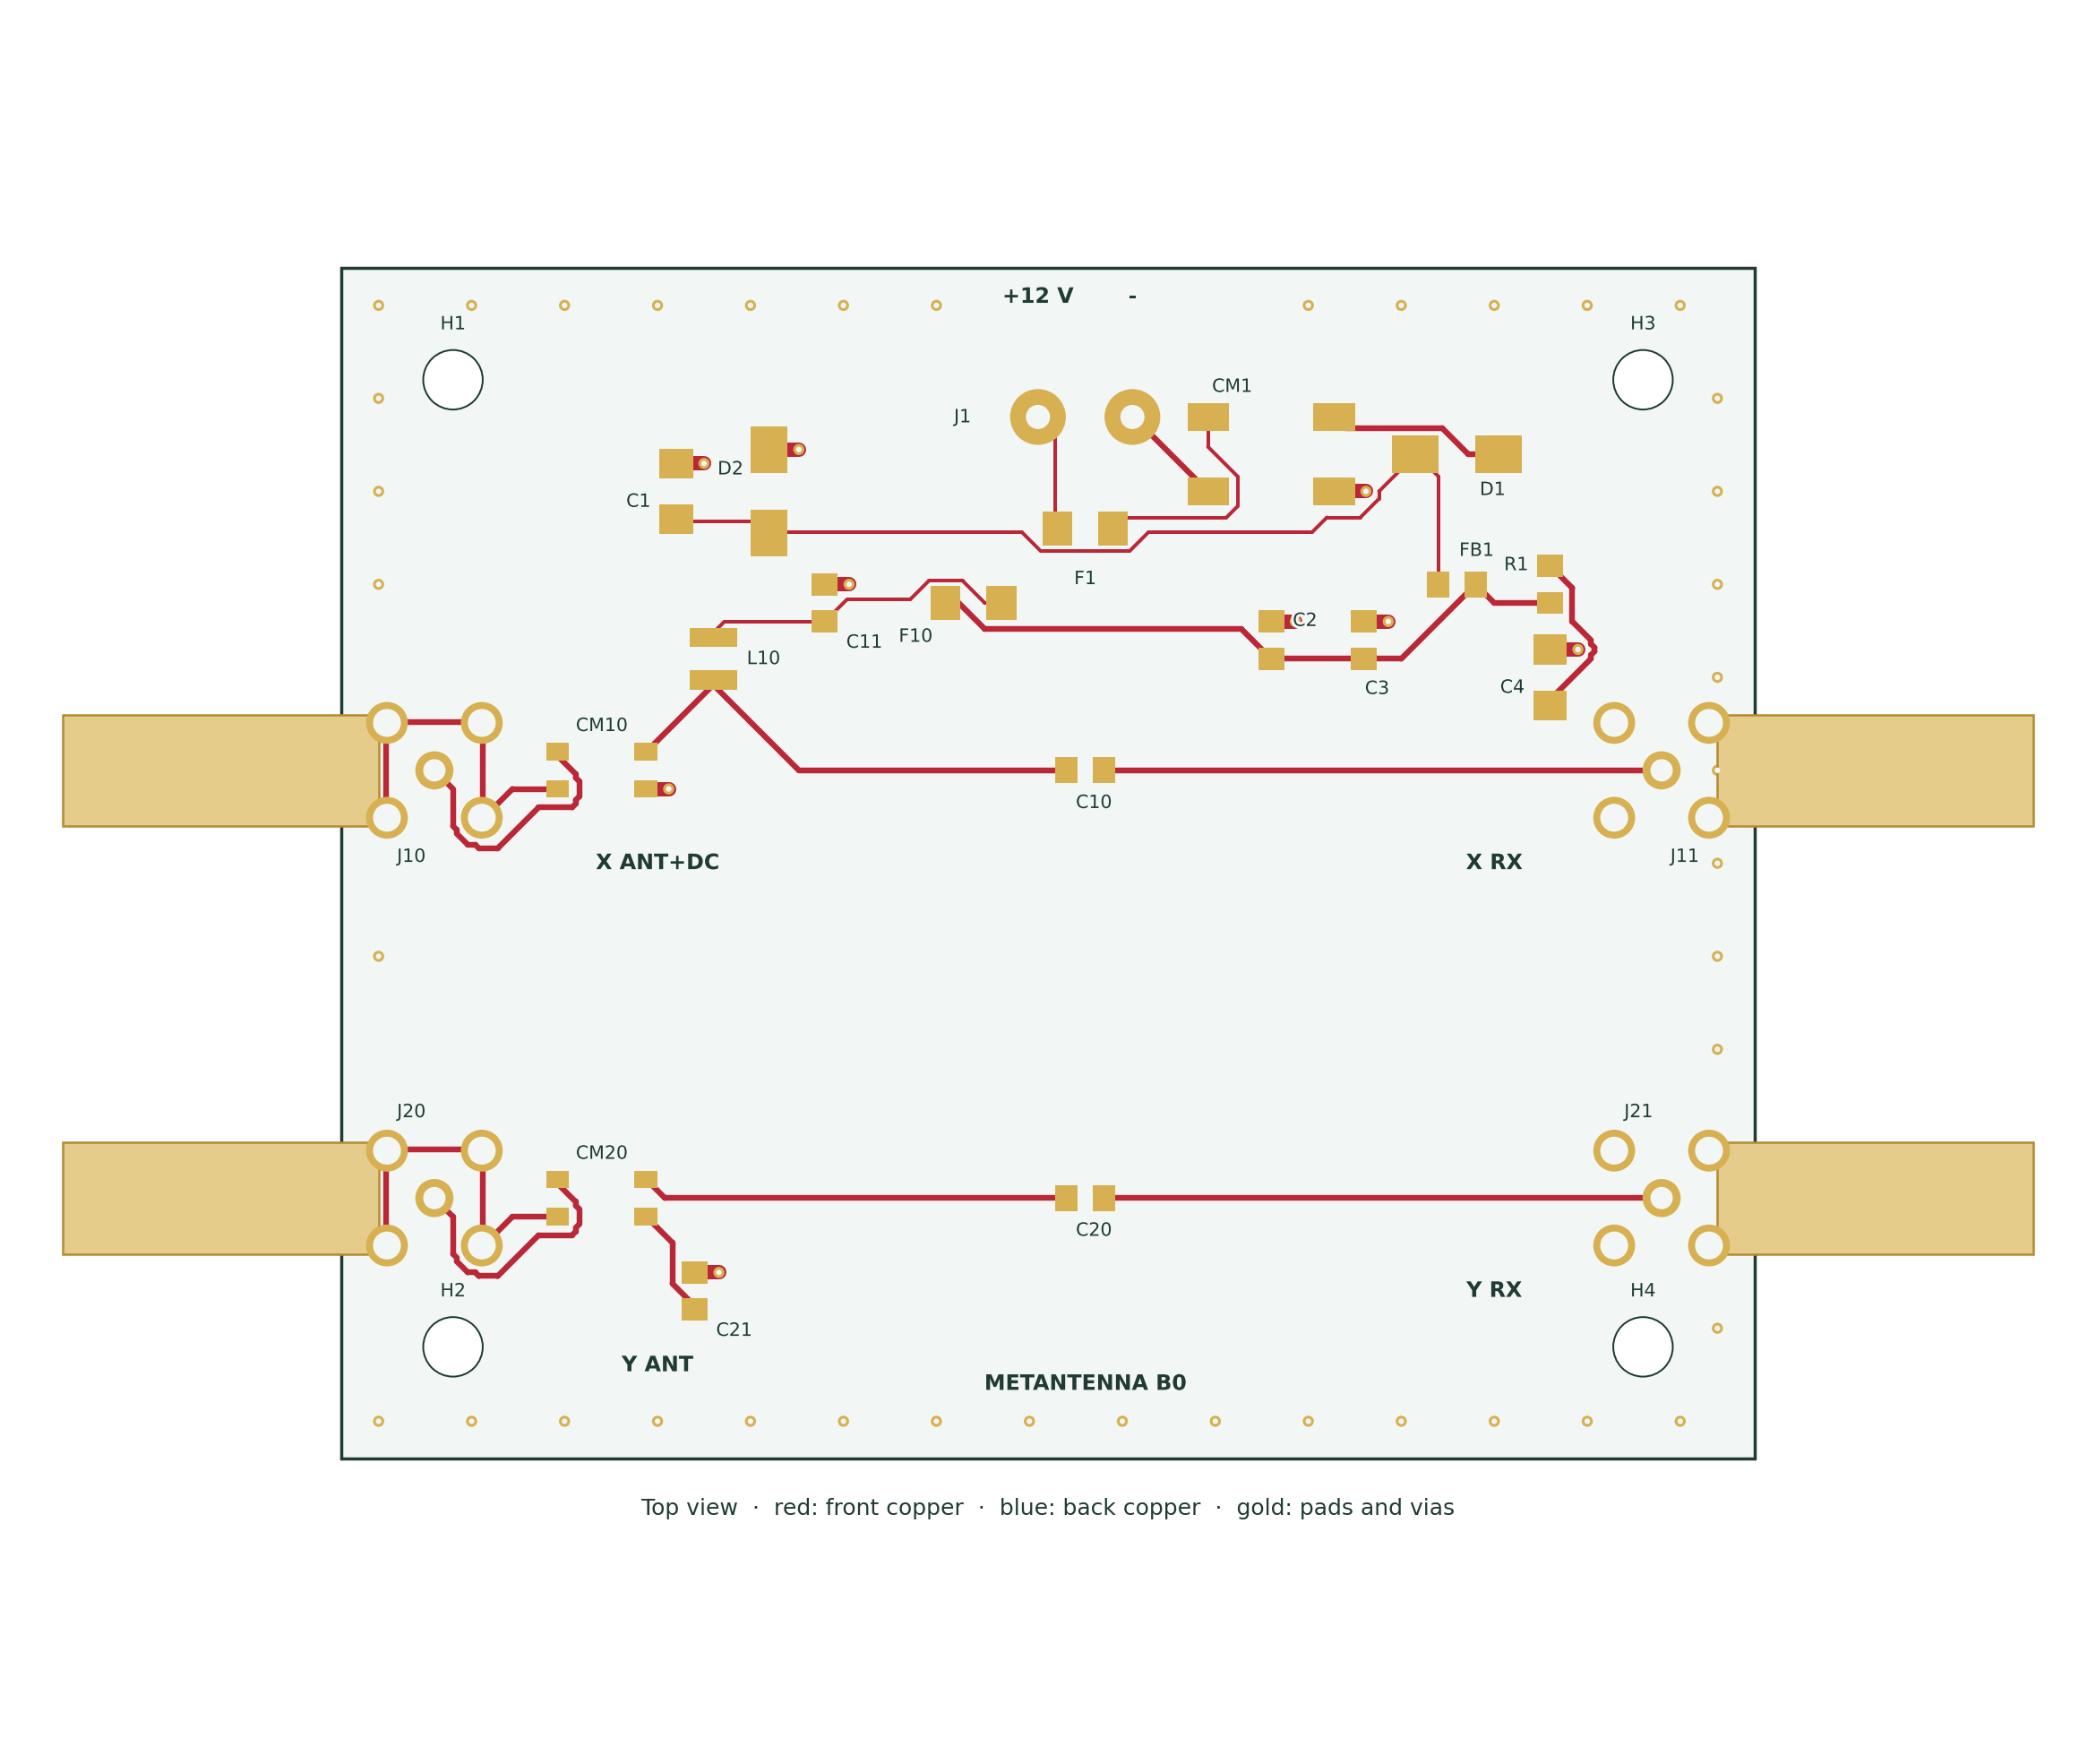 +12 V -
H1
H3
CM1
J1
D2
D1
C1
FB1
R1
F1
C2
F10
C11
L10
C4
C3
CM10
C10
J10
J11
X ANT+DC
X RX
J20
J21
CM20
C20
H2
Y RX
H4
C21
Y ANT
METANTENNA B0
Top view · red: front copper · blue: back copper · gold: pads and vias